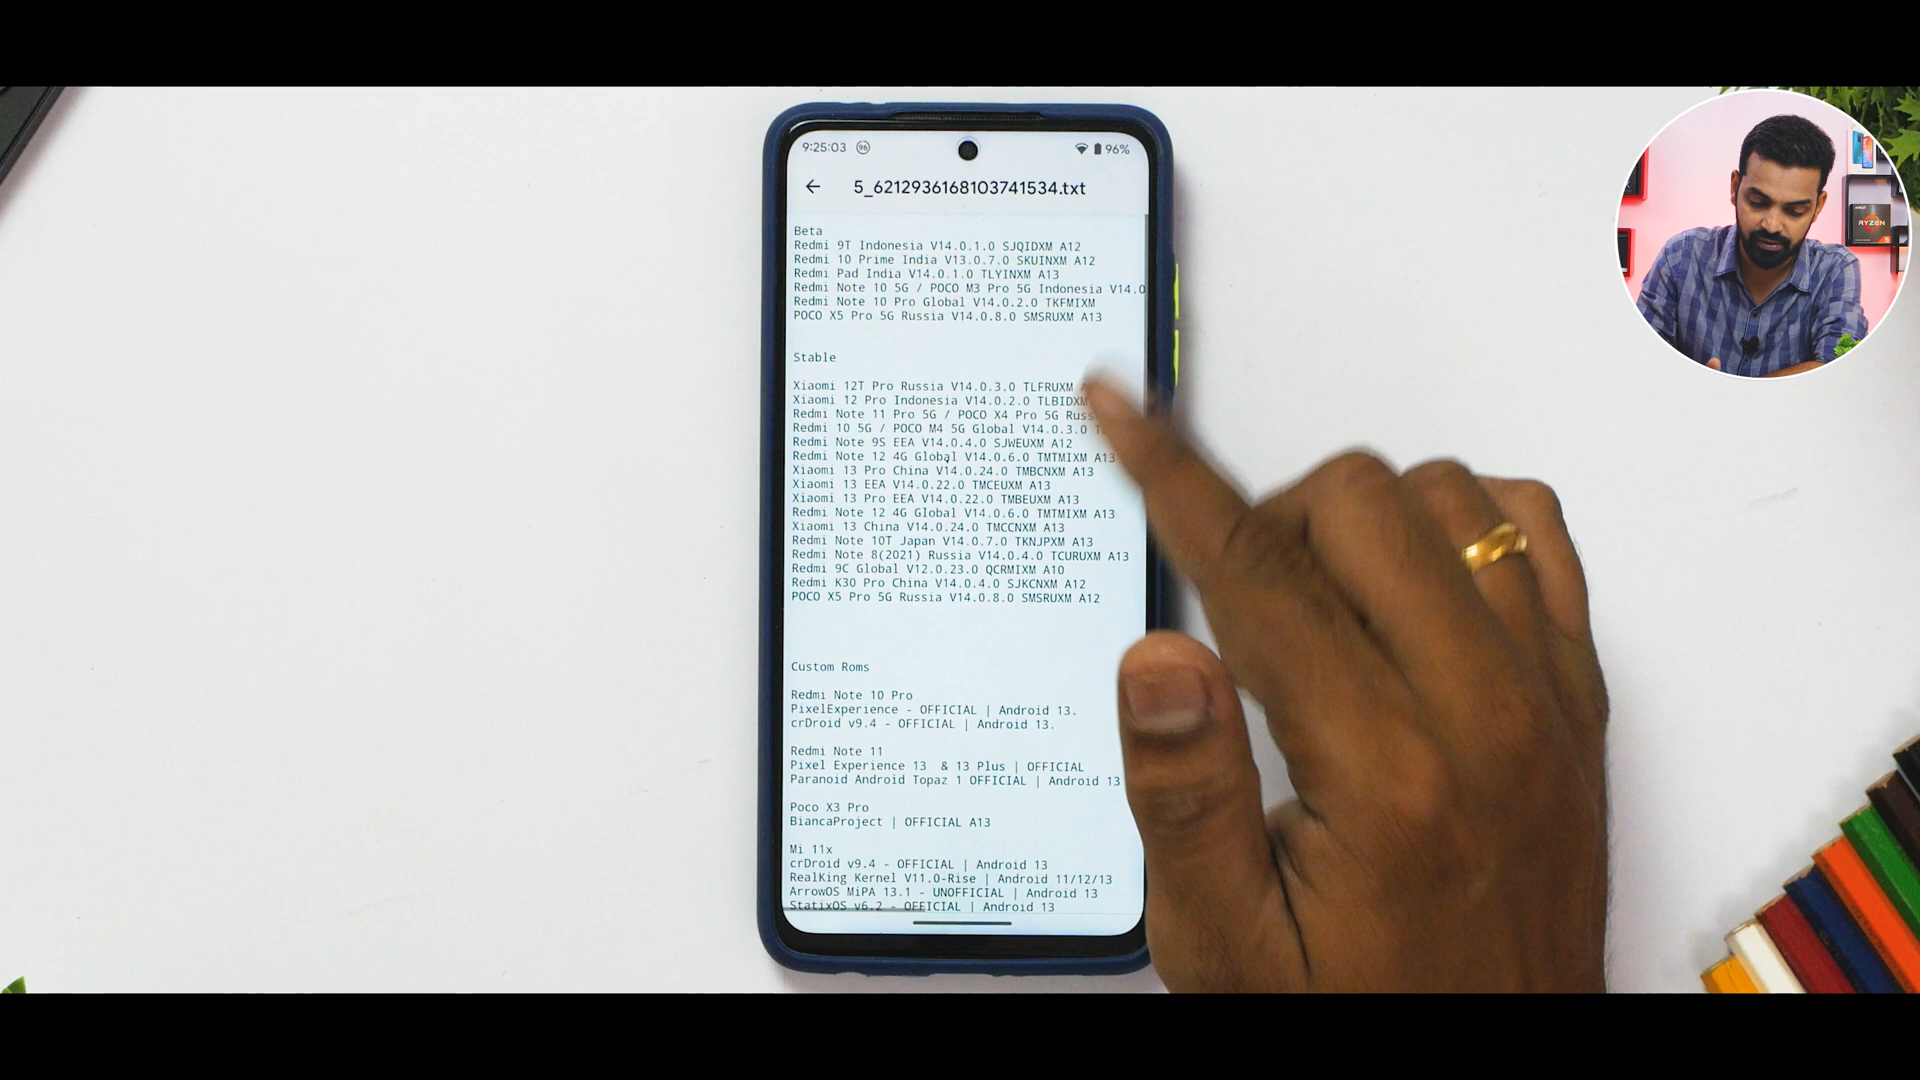 9:25:03
96%
5_6212936168103741534.txt
Beta
Redmi 9T Indonesia V14.0.1.0 SJQIDXM A12
Redmi 10 Prime India V13.0.7.0 SKUINXM A12
Redmi Pad India V14.0.1.0 TLYINXM A13
Redmi Note 10 5G / POCO M3 Pro 5G Indonesia V14.0
Redmi Note 10 Pro Global V14.0.2.0 TKFMIXM
POCO X5 Pro 5G Russia V14.0.8.0 SMSRUXM A13
Stable
Xiaomi 12T Pro Russia V14.0.3.0 TLFRUXM
Xiaomi 12 Pro Indonesia V14.0.2.0 TLBIDXM
Redmi Note 11 Pro 5G / POCO X4 Pro 5G
Redmi 10 5G / POCO M4 5G Global V14.0.3.0
Redmi Note 9S EEA V14.0.4.0 SJWEUXM A12
Redmi Note 12 4G Global V14.0.6.0 TMTMIXM A13
Xiaomi 13 Pro China V14.0.24.0 TMBCNXM A13
Xiaomi 13 EEA V14.0.22.0 TMCEUXM A13
Xiaomi 13 Pro EEA V14.0.22.0 TMBEUXM A13
Redmi Note 12 4G Global V14.0.6.0 TMTMIXM A13
Xiaomi 13 China V14.0.24.0 TMCCNXM A13
Redmi Note 10T Japan V14.0.7.0 TKNJPXM A13
Redmi Note 8(2021) Russia V14.0.4.0 TCURUXM A13
Redmi 9C Global V12.0.23.0 QCRMIXM A10
Redmi K30 Pro China V14.0.4.0 SJKCNXM A12
POCO X5 Pro 5G Russia V14.0.8.0 SMSRUXM A12
Custom Roms
Redmi Note 10 Pro
PixelExperience - OFFICIAL | Android 13.
crDroid v9.4 - OFFICIAL | Android 13.
Redmi Note 11
Pixel Experience 13 & 13 Plus | OFFICIAL
Paranoid Android Topaz 1 OFFICIAL | Android 13
Poco X3 Pro
BiancaProject | OFFICIAL A13
Mi 11x
crDroid v9.4 - OFFICIAL | Android 13
RealKing Kernel V11.0-Rise | Android 11/12/13
ArrowOS MiPA 13.1 - UNOFFICIAL | Android 13
StatixOS v6.2 - OFFICIAL | Android 13
RYZEN